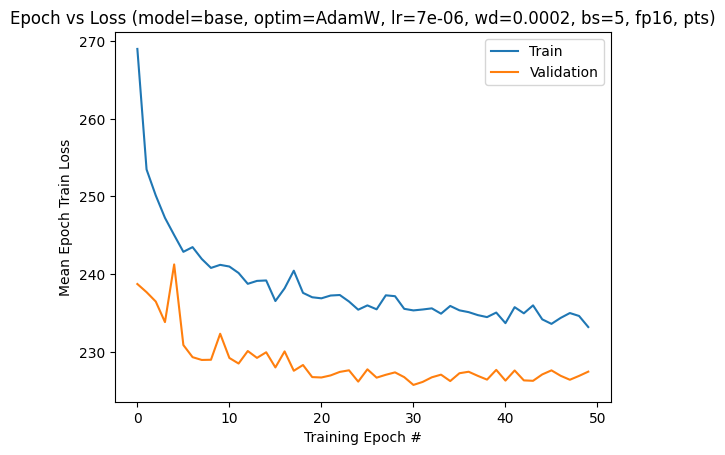 Epoch vs Loss (model=base, optim=AdamW, lr=7e-06, wd=0.0002, bs=5, fp16, pts)
Train
Validation
Mean Epoch Train Loss
270
260
250
240
230
0 10 20 30 40 50
Training Epoch #